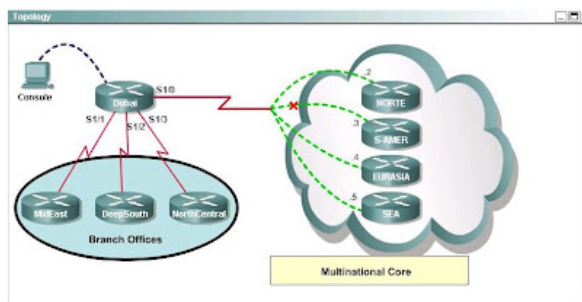 Topology
Console
Dubai
S1/0
S1/1
S1/2
S1/3
.2
NORTE
.3
S-AMER
.4
EURASIA
.5
SEA
MidEast
DeepSouth
NorthCentral
Branch Offices
Multinational Core